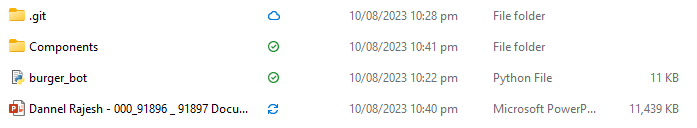 .git 10/08/2023 10:28 pm File folder
Components 10/08/2023 10:41 pm File folder
burger_bot 10/08/2023 10:22 pm Python File 11 KB
Dannel Rajesh - 000_91896 _ 91897 Docu... 10/08/2023 10:40 pm Microsoft PowerP... 11,439 KB